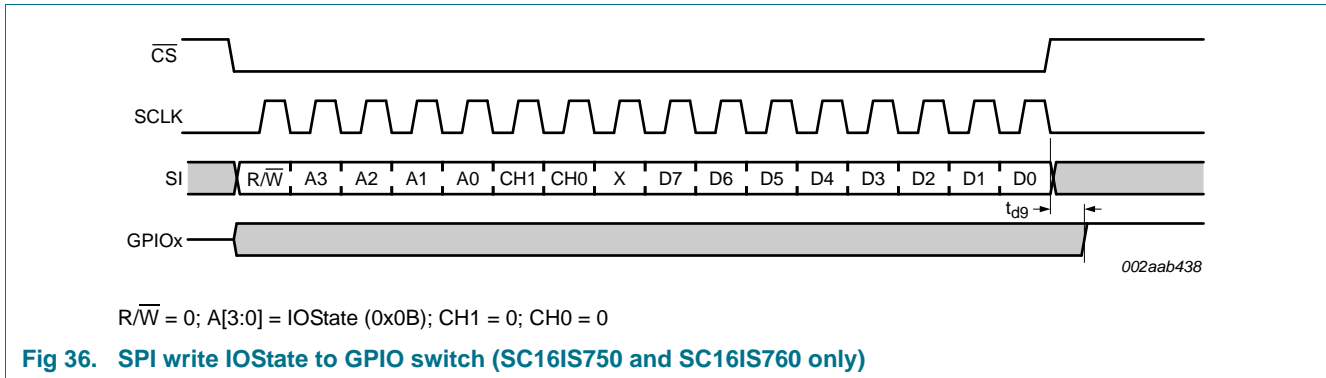 C̅S̅
SCLK
SI R/W̅ A3 A2 A1 A0 CH1 CH0 X D7 D6 D5 D4 D3 D2 D1 D0
td9
GPIOx
002aab438
R/W̅ = 0; A[3:0] = IOState (0x0B); CH1 = 0; CH0 = 0
Fig 36. SPI write IOState to GPIO switch (SC16IS750 and SC16IS760 only)